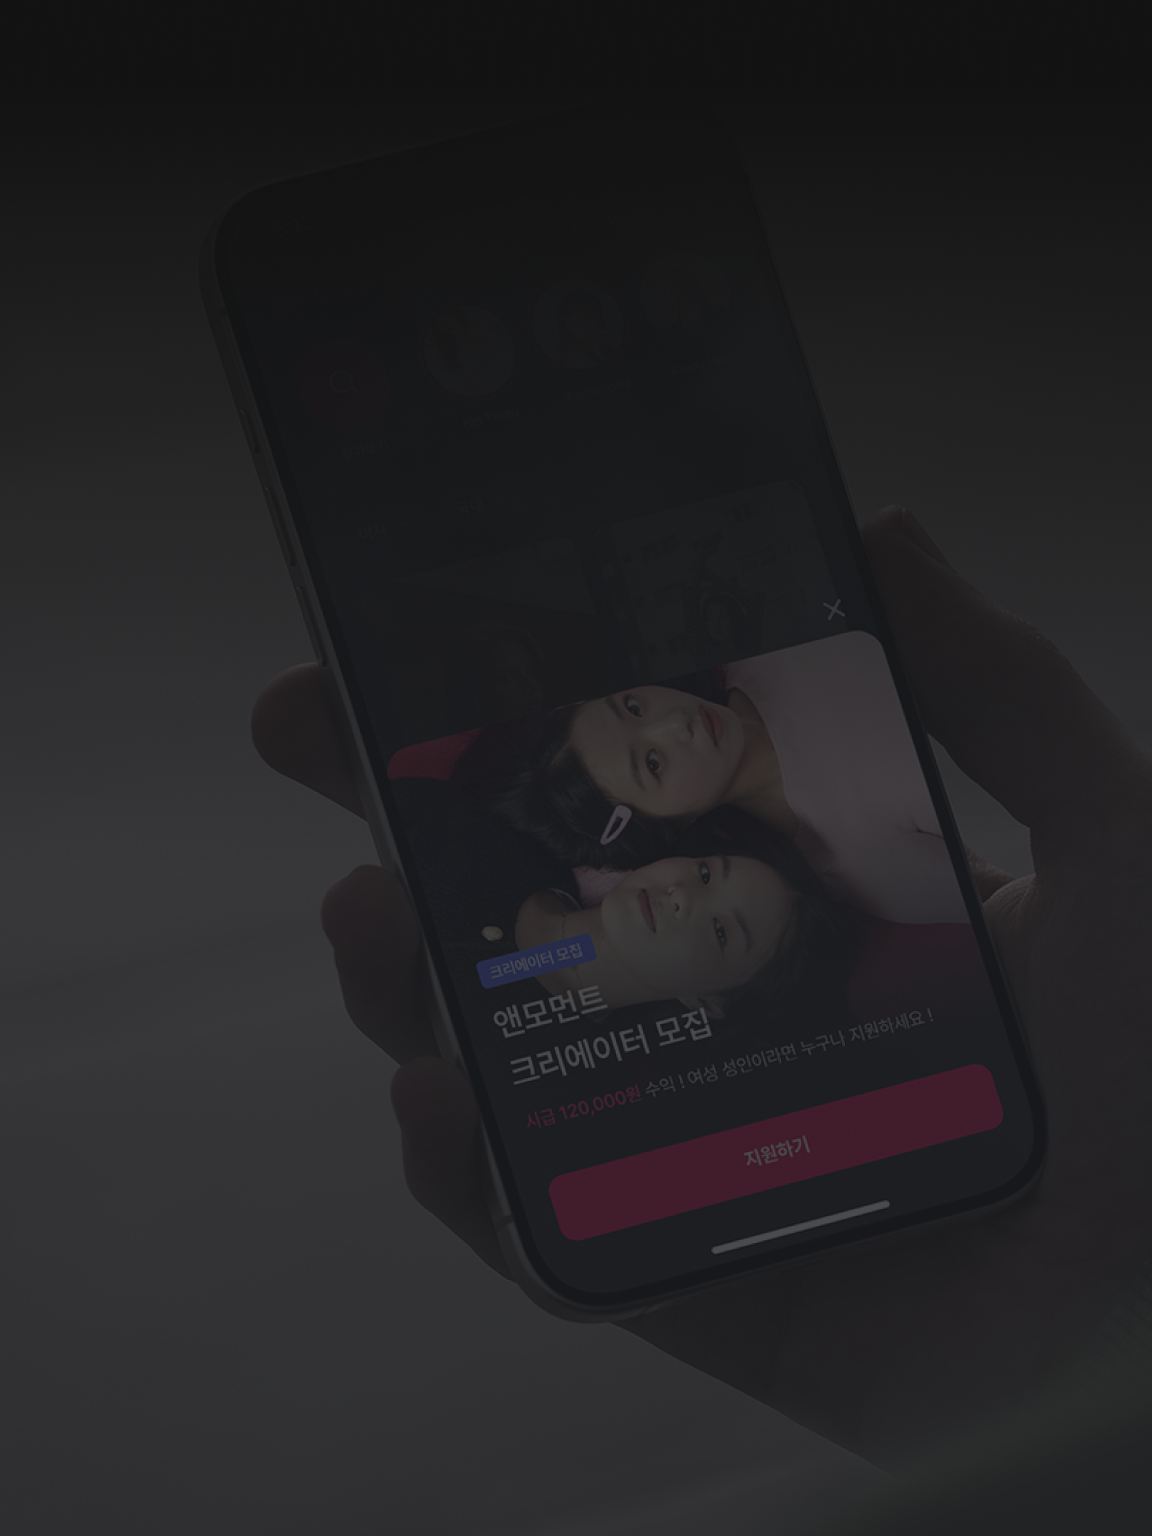 여자
크리에이터 모집
앤모먼트
크리에이터 모집
시급 120,000원 수익 ! 여성 성인이라면 누구나 지원하세요 !
지원하기